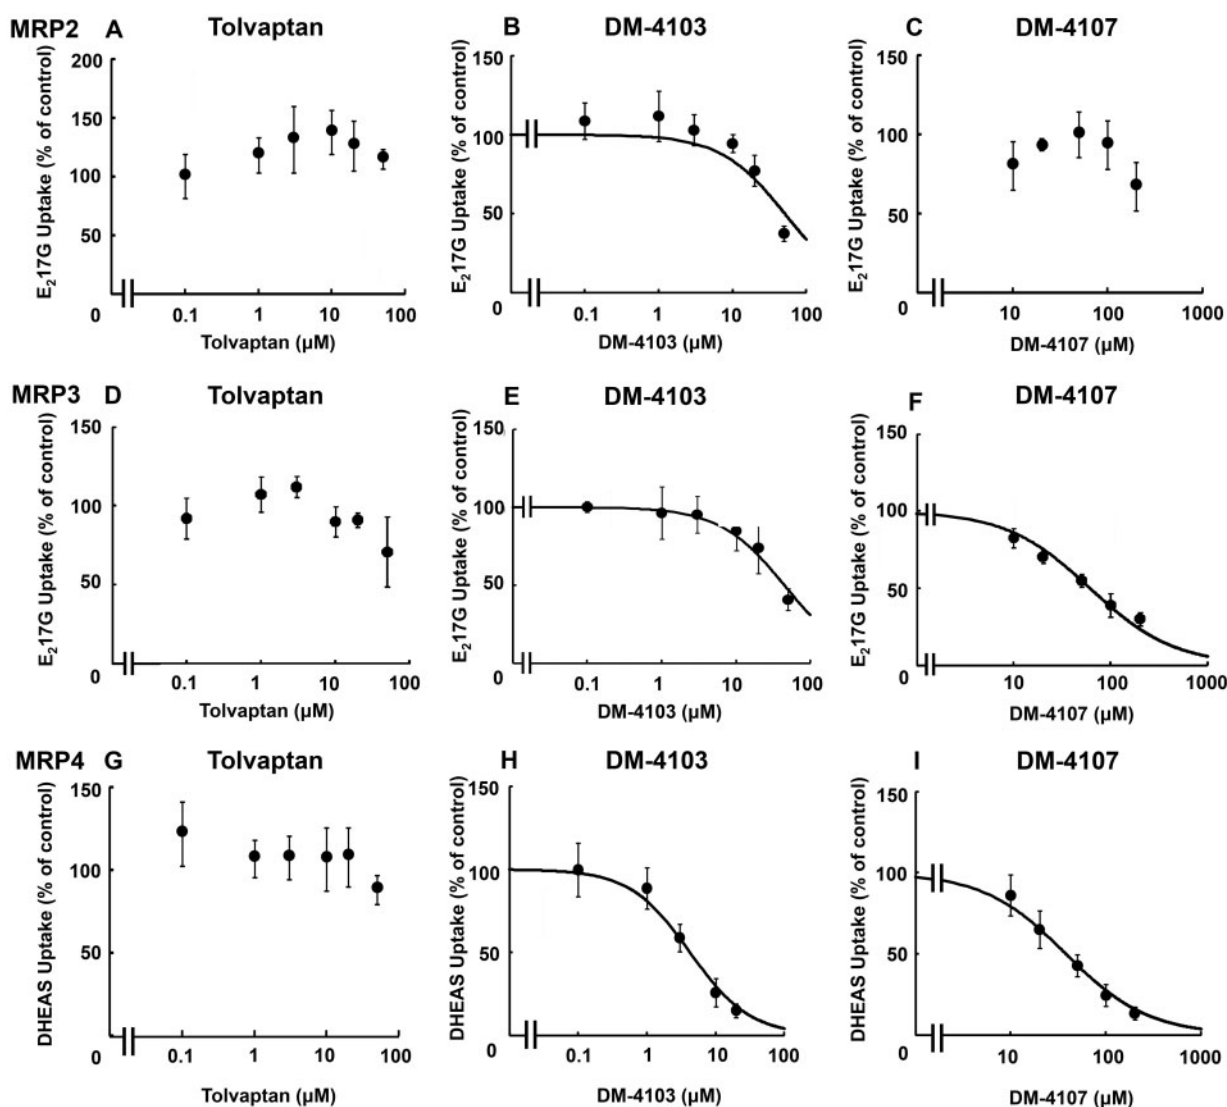 MRP2 A Tolvaptan
E₂17G Uptake (% of control)
200
150
100
50
0
0.1 1 10 100
Tolvaptan (µM)
B DM-4103
E₂17G Uptake (% of control)
150
100
50
0
0.1 1 10 100
DM-4103 (µM)
C DM-4107
E₂17G Uptake (% of control)
150
100
50
0
10 100 1000
DM-4107 (µM)
MRP3 D Tolvaptan
E₂17G Uptake (% of control)
150
100
50
0
0.1 1 10 100
Tolvaptan (µM)
E DM-4103
E₂17G Uptake (% of control)
150
100
50
0
0.1 1 10 100
DM-4103 (µM)
F DM-4107
E₂17G Uptake (% of control)
150
100
50
0
10 100 1000
DM-4107 (µM)
MRP4 G Tolvaptan
DHEAS Uptake (% of control)
150
100
50
0
0.1 1 10 100
Tolvaptan (µM)
H DM-4103
DHEAS Uptake (% of control)
150
100
50
0
0.1 1 10 100
DM-4103 (µM)
I DM-4107
DHEAS Uptake (% of control)
150
100
50
0
10 100 1000
DM-4107 (µM)